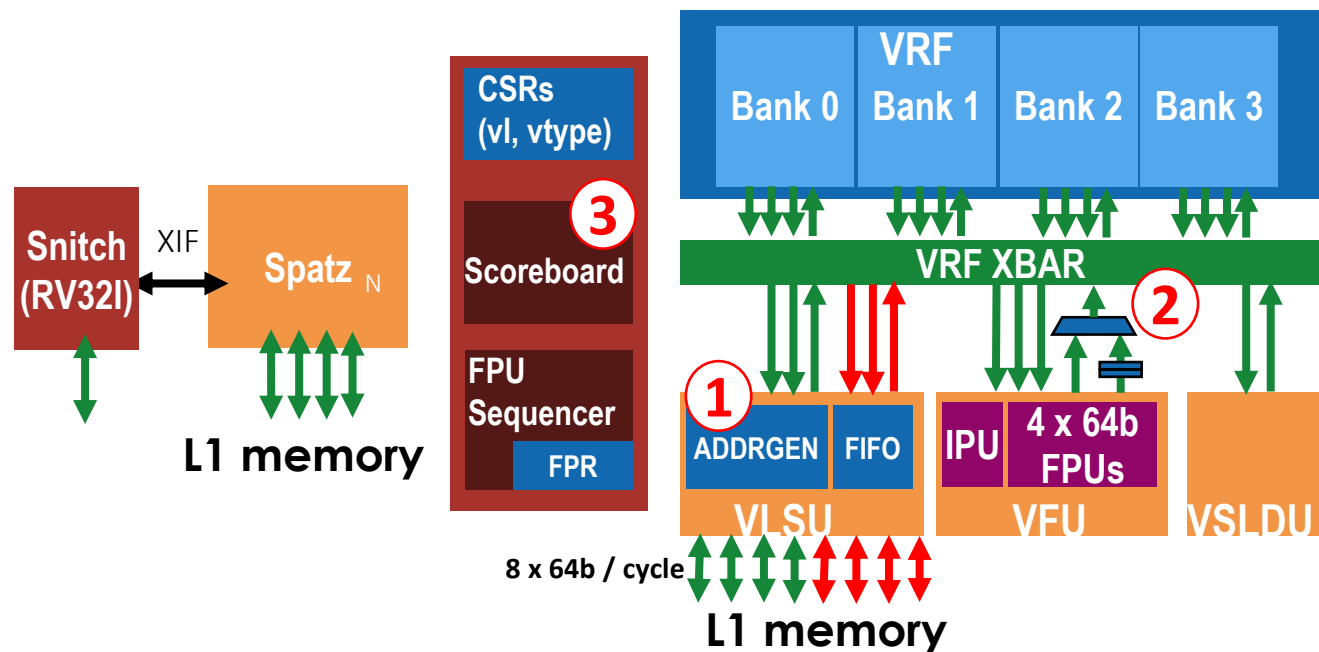 Snitch
(RV32I)
XIF
Spatz N
L1 memory
CSRs
(vl, vtype)
3
Scoreboard
FPU
Sequencer
FPR
VRF
Bank 0
Bank 1
Bank 2
Bank 3
VRF XBAR
2
1
ADDRGEN
FIFO
VLSU
IPU
4 x 64b
FPUs
VFU
VSLDU
8 x 64b / cycle
L1 memory